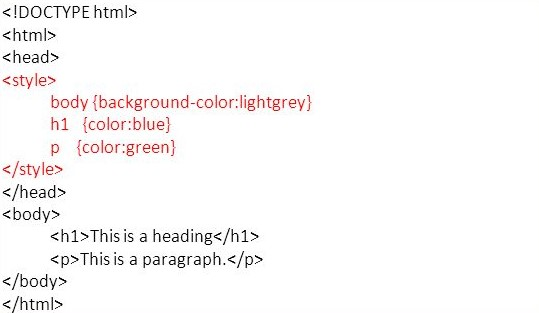 <!DOCTYPE html>
<html>
<head>
<style>
body {background-color:lightgrey}
h1 {color:blue}
p {color:green}
</style>
</head>
<body>
<h1>This is a heading</h1>
<p>This is a paragraph.</p>
</body>
</html>